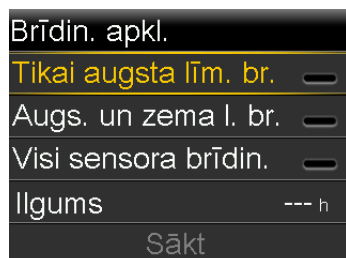 Brīdin. apkl.
Tikai augsta līm. br.
Augs. un zema l. br.
Visi sensora brīdin.
Ilgums --- h
Sākt